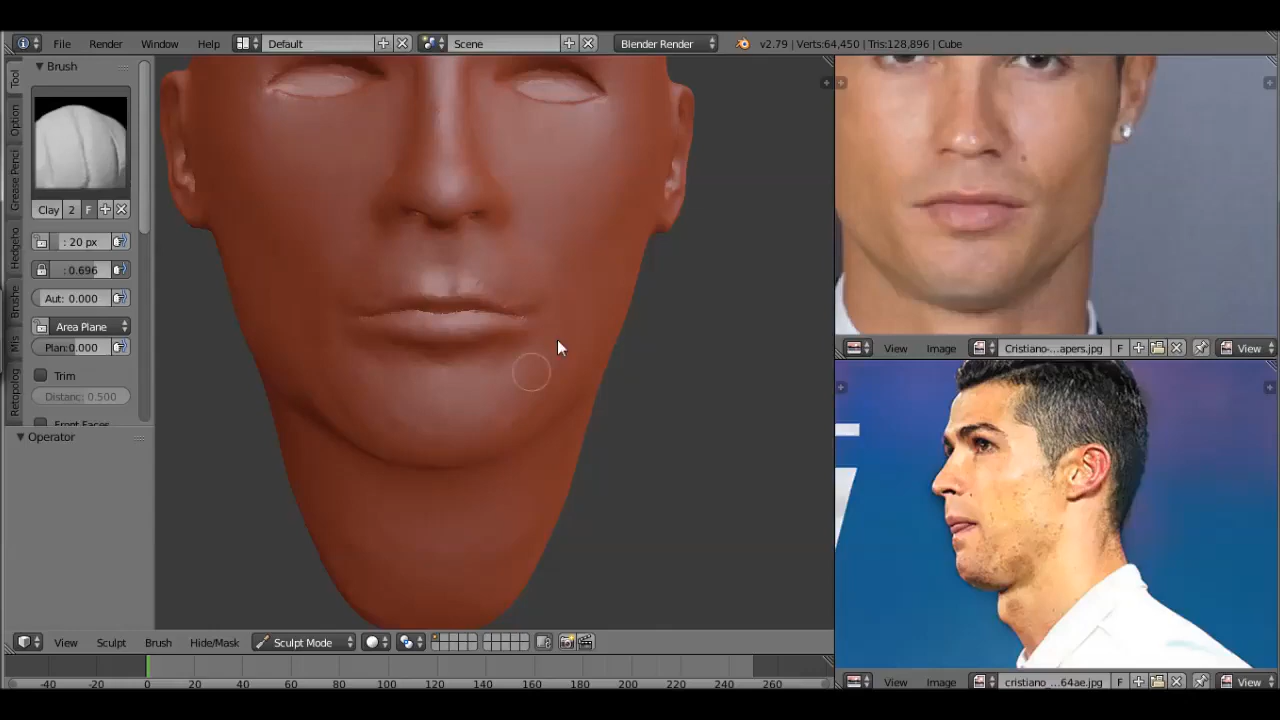 File Render Window Help Default Scene Blender Render v2.79 | Verts:64,450 | Tris:128,896 | Cube
Brush
Tool
Option
Grease Penci
Hedgeho
Brushe
Mis
Retopolog
Clay 2 F
: 20 px
: 0.696
Aut: 0.000
Area Plane
Plan:0.000
Trim
Distanc: 0.500
Front Faces
Operator
View Image Cristiano-...apers.jpg View
View Sculpt Brush Hide/Mask Sculpt Mode
-40 -20 0 20 40 60 80 100 120 140 160 180 200 220 240 260
View Image cristiano_...64ae.jpg F View